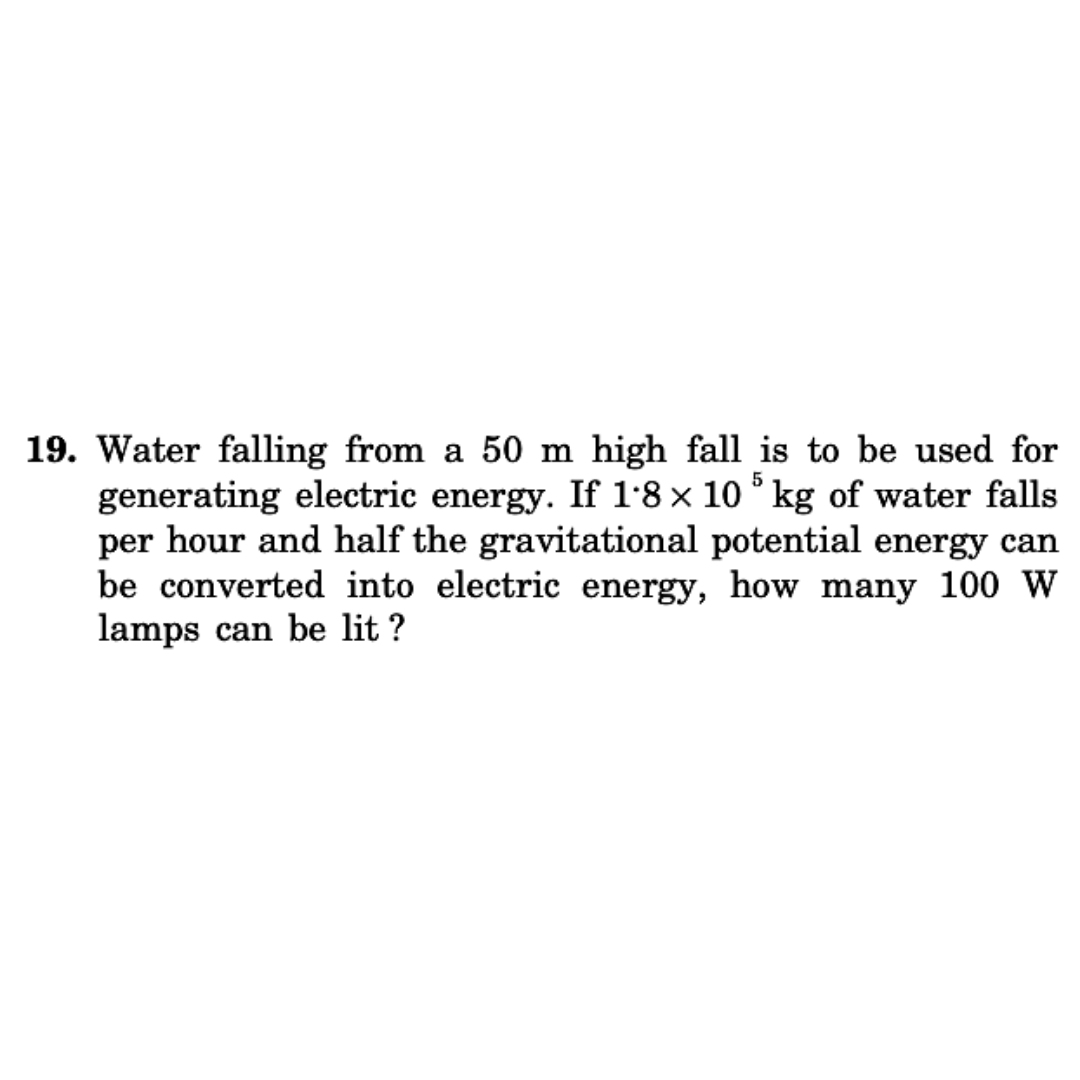 19. Water falling from a 50 m high fall is to be used for
generating electric energy. If 1·8 × 10 ⁵ kg of water falls
per hour and half the gravitational potential energy can
be converted into electric energy, how many 100 W
lamps can be lit ?